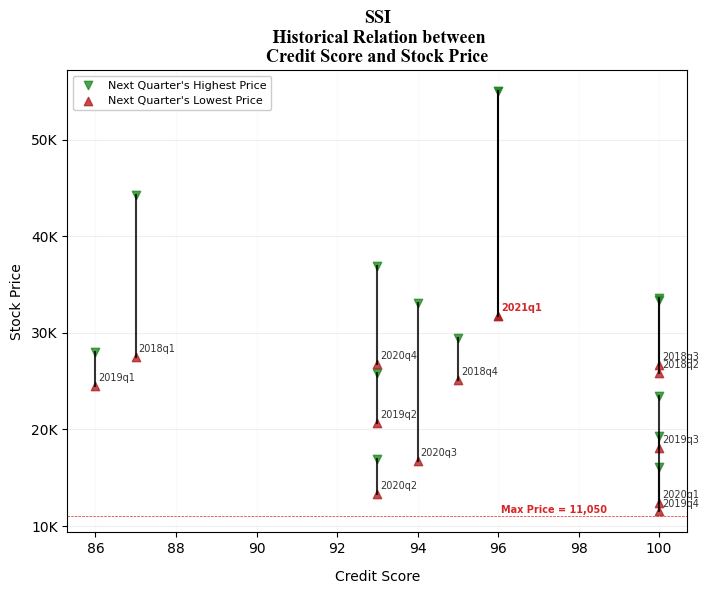 SSI
Historical Relation between
Credit Score and Stock Price
Next Quarter's Highest Price
Next Quarter's Lowest Price
Stock Price
50K
40K
30K
20K
10K
2021q1
2018q1
2018q3
2020q4
2018q2
2018q4
2019q1
2019q2
2019q3
2020q3
2020q2
2020q1
2019q4
Max Price = 11,050
86
88
90
92
94
96
98
100
Credit Score